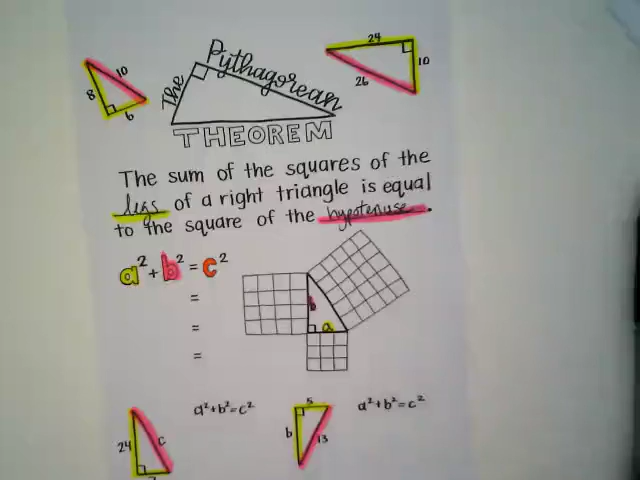 The Pythagorean
THEOREM
8 10 6
24 10 26
The sum of the squares of the
legs of a right triangle is equal
to the square of the hypotenuse.
a² + b² = c²
=
=
=
b
a
a²+b²=c²
24 c
5
b 13
a²+b²=c²